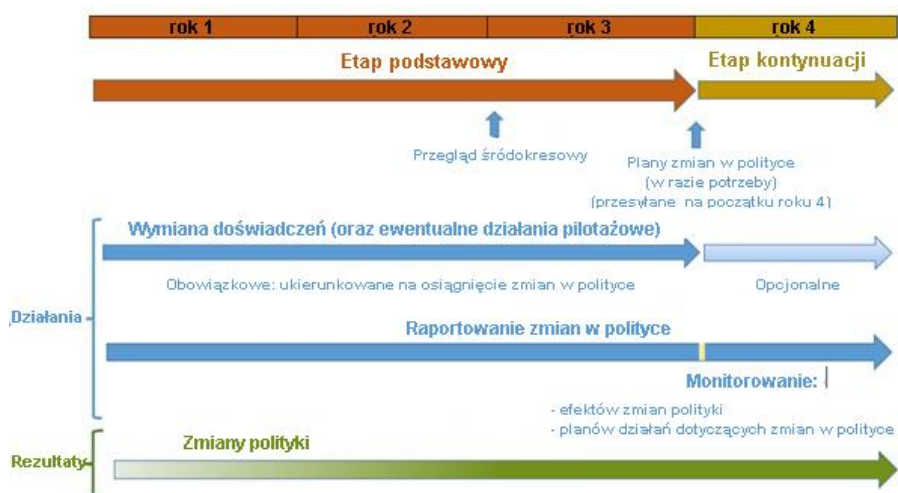 rok 1 rok 2 rok 3 rok 4
Etap podstawowy
Etap kontynuacji
Przegląd śródokresowy
Plany zmian w polityce
(w razie potrzeby)
(przesyłane na początku roku 4)
Wymiana doświadczeń (oraz ewentualne działania pilotażowe)
Obowiązkowe: ukierunkowane na osiągnięcie zmian w polityce
Opcjonalne
Działania
Raportowanie zmian w polityce
Monitorowanie:
- efektów zmian polityki
- planów działań dotyczących zmian w polityce
Zmiany polityki
Rezultaty